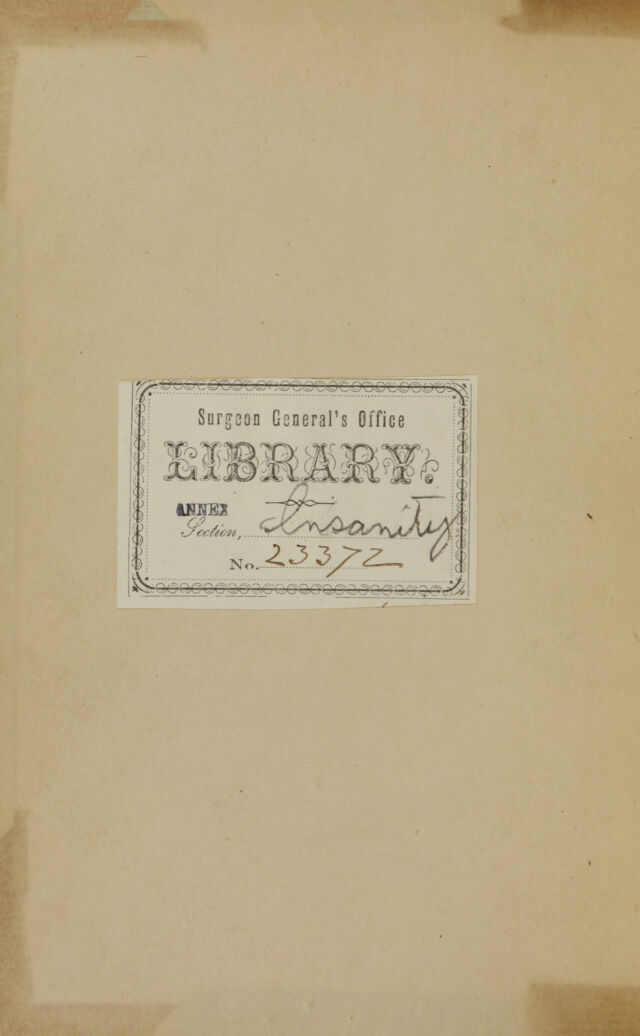 Surgeon General's Office
LIBRARY.
ANNEX
Section, Insanity
No. 23372